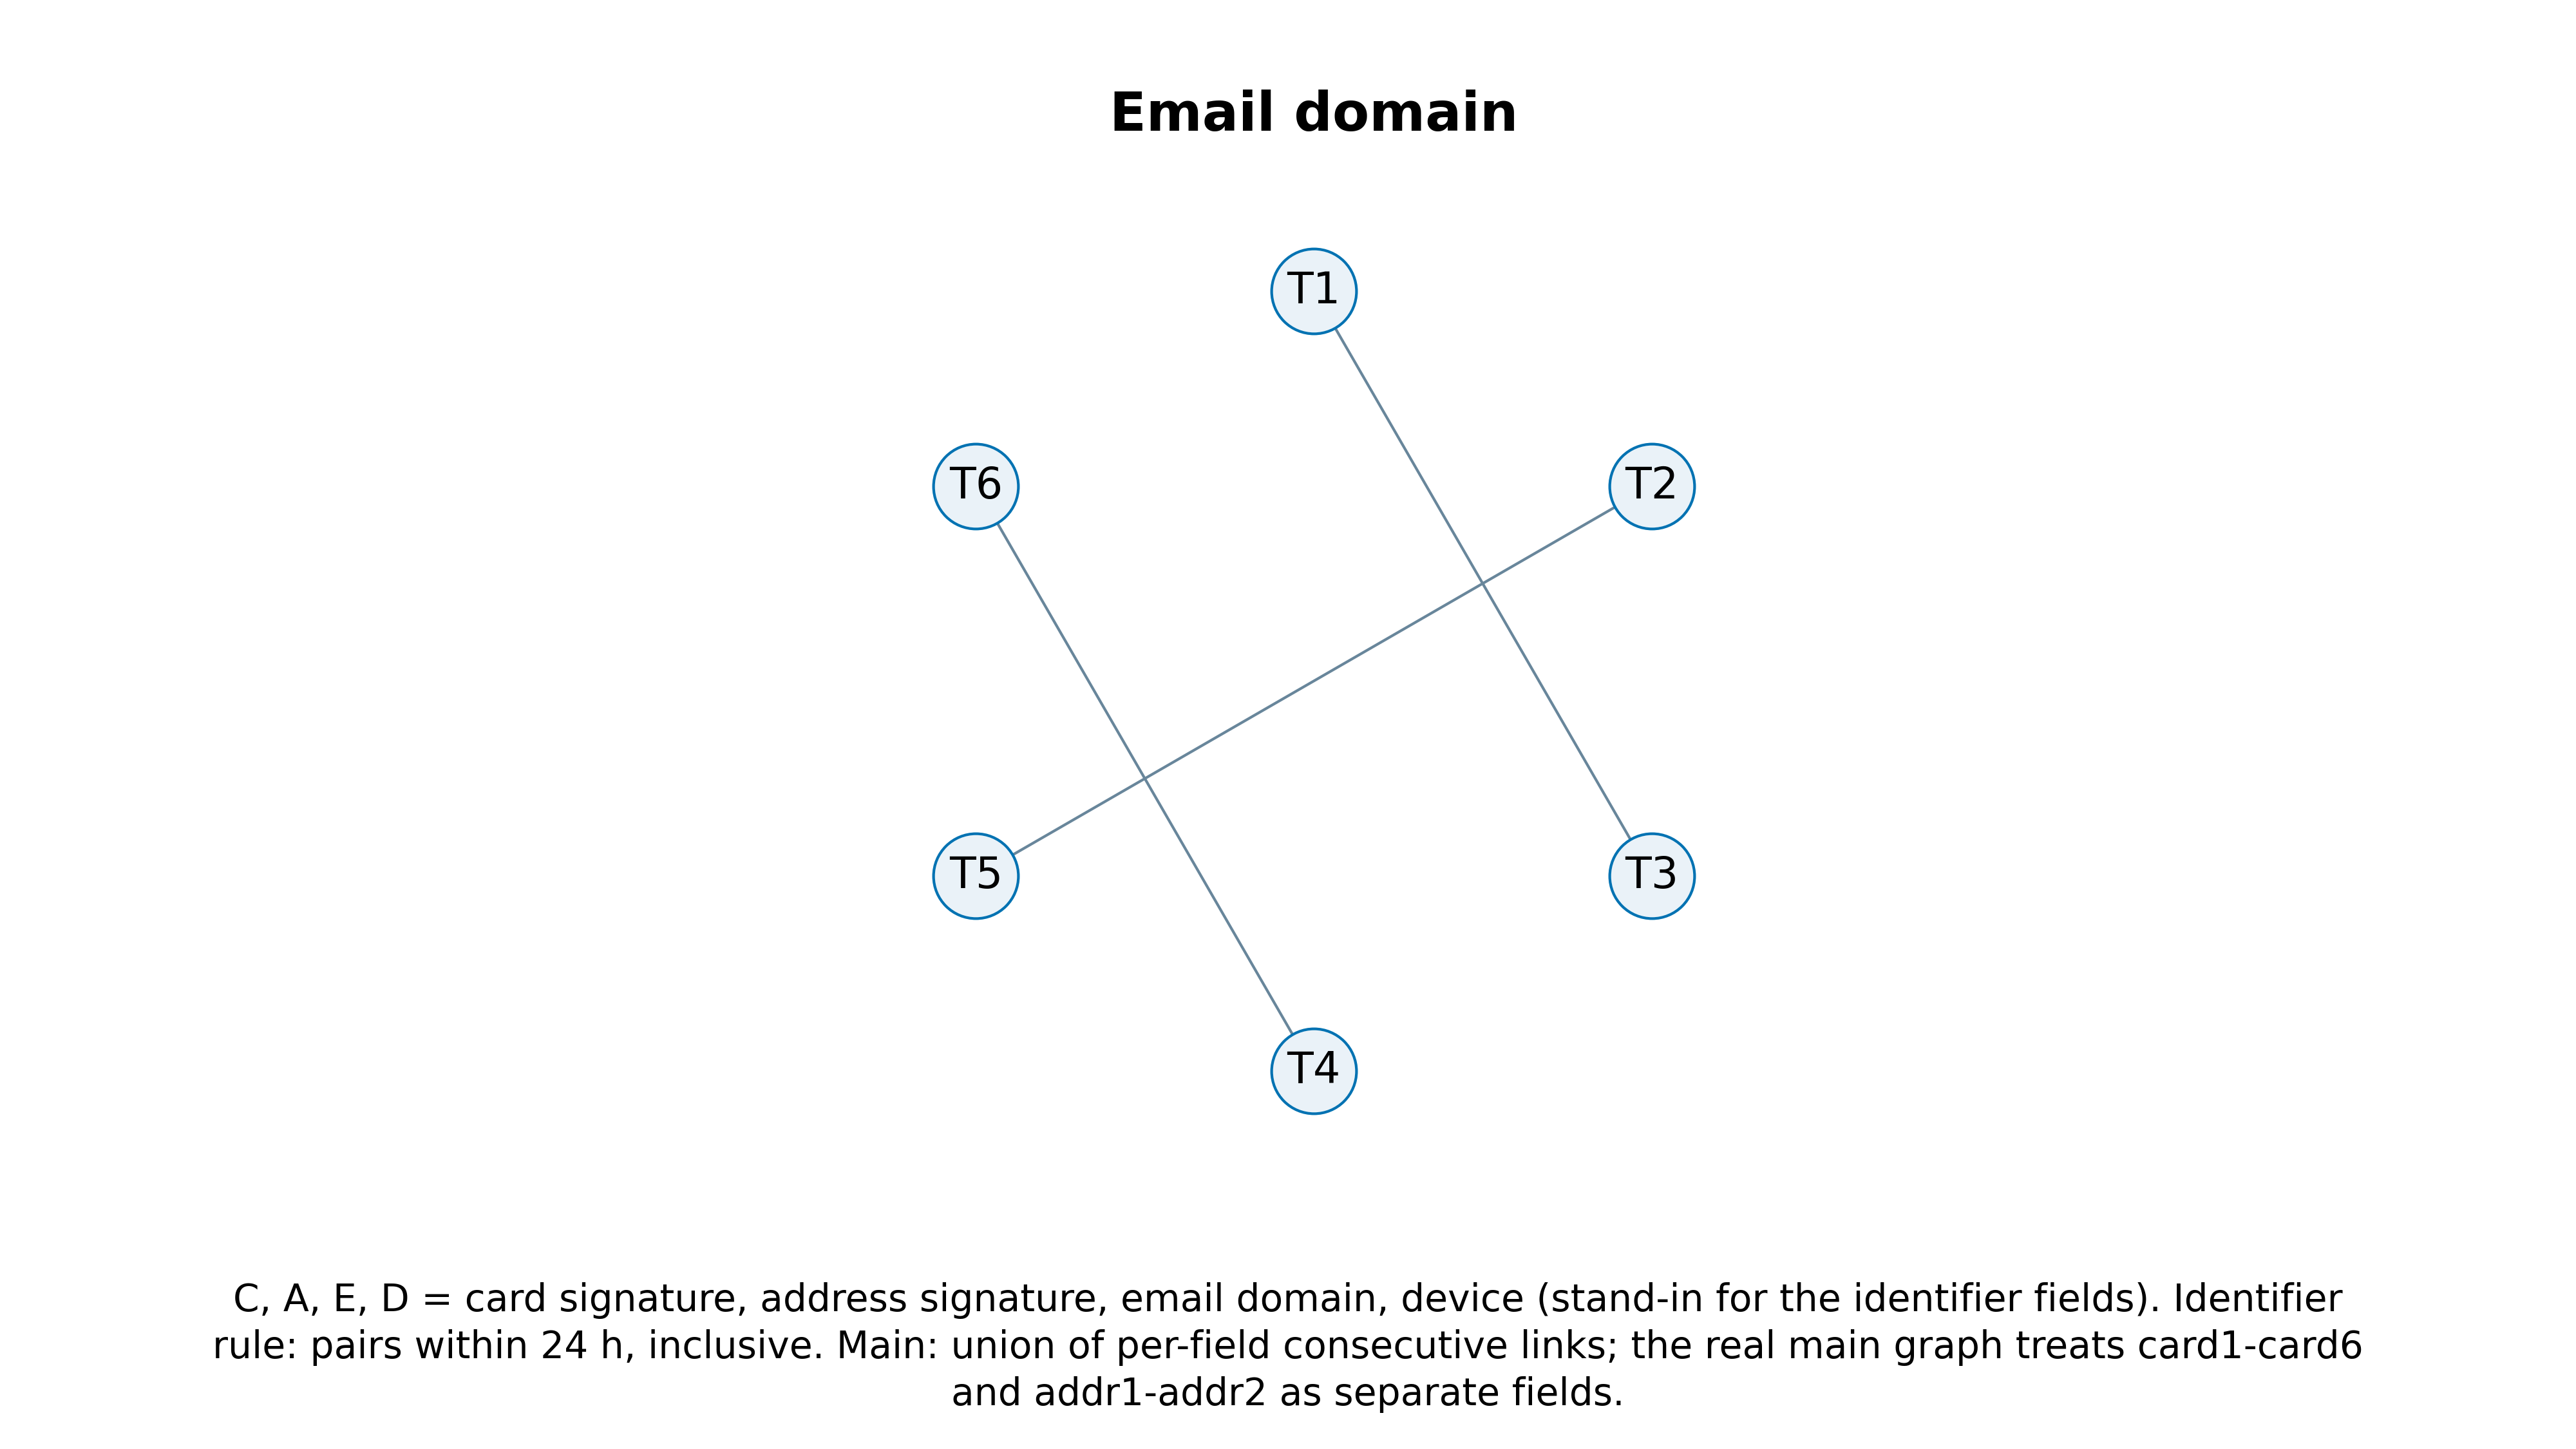 Email domain
T1
T6
T2
T5
T3
T4
C, A, E, D = card signature, address signature, email domain, device (stand-in for the identifier fields). Identifier
rule: pairs within 24 h, inclusive. Main: union of per-field consecutive links; the real main graph treats card1-card6
and addr1-addr2 as separate fields.